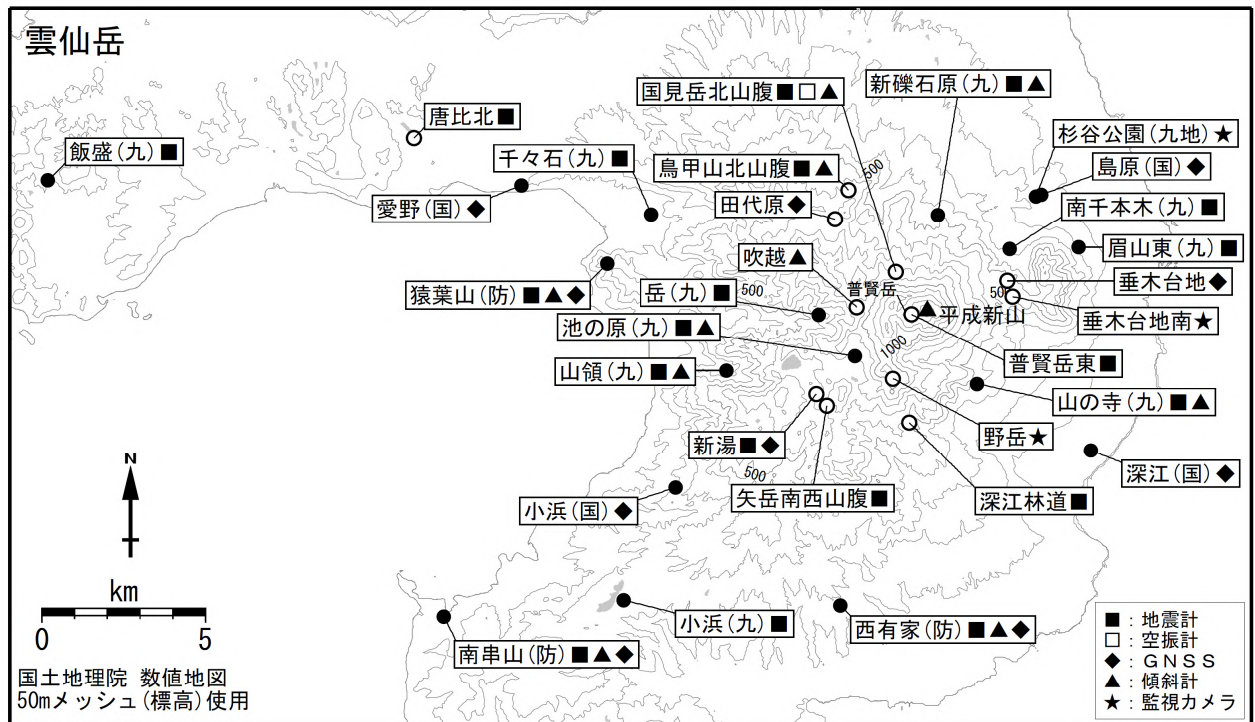 雲仙岳
国見岳北山腹■□▲
新礫石原(九)■▲
唐比北■
杉谷公園(九地)★
飯盛(九)■
千々石(九)■
鳥甲山北山腹■▲
500
島原(国)◆
愛野(国)◆
田代原◆
南千本木(九)■
吹越▲
眉山東(九)■
猿葉山(防)■▲◆
岳(九)■
500
普賢岳
500
垂木台地◆
池の原(九)■▲
平成新山
垂木台地南★
1000
山領(九)■▲
普賢岳東■
山の寺(九)■▲
新湯■◆
野岳★
500
深江(国)◆
小浜(国)◆
矢岳南西山腹■
深江林道■
N
km
0 5
南串山(防)■▲◆
小浜(九)■
西有家(防)■▲◆
国土地理院 数値地図
50mメッシュ(標高)使用
■:地震計
□:空振計
◆:GNSS
▲:傾斜計
★:監視カメラ